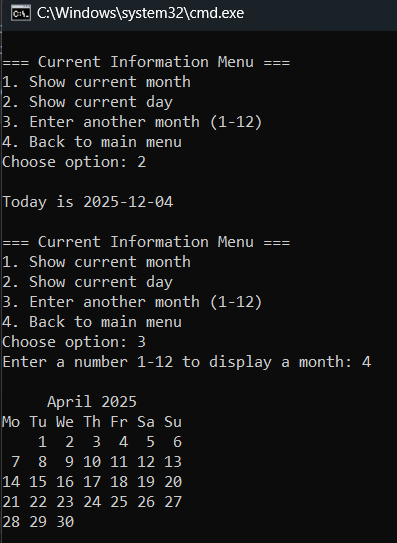 C:\Windows\system32\cmd.exe
=== Current Information Menu ===
1. Show current month
2. Show current day
3. Enter another month (1-12)
4. Back to main menu
Choose option: 2
Today is 2025-12-04
=== Current Information Menu ===
1. Show current month
2. Show current day
3. Enter another month (1-12)
4. Back to main menu
Choose option: 3
Enter a number 1-12 to display a month: 4
     April 2025
Mo Tu We Th Fr Sa Su
    1  2  3  4  5  6
 7  8  9 10 11 12 13
14 15 16 17 18 19 20
21 22 23 24 25 26 27
28 29 30